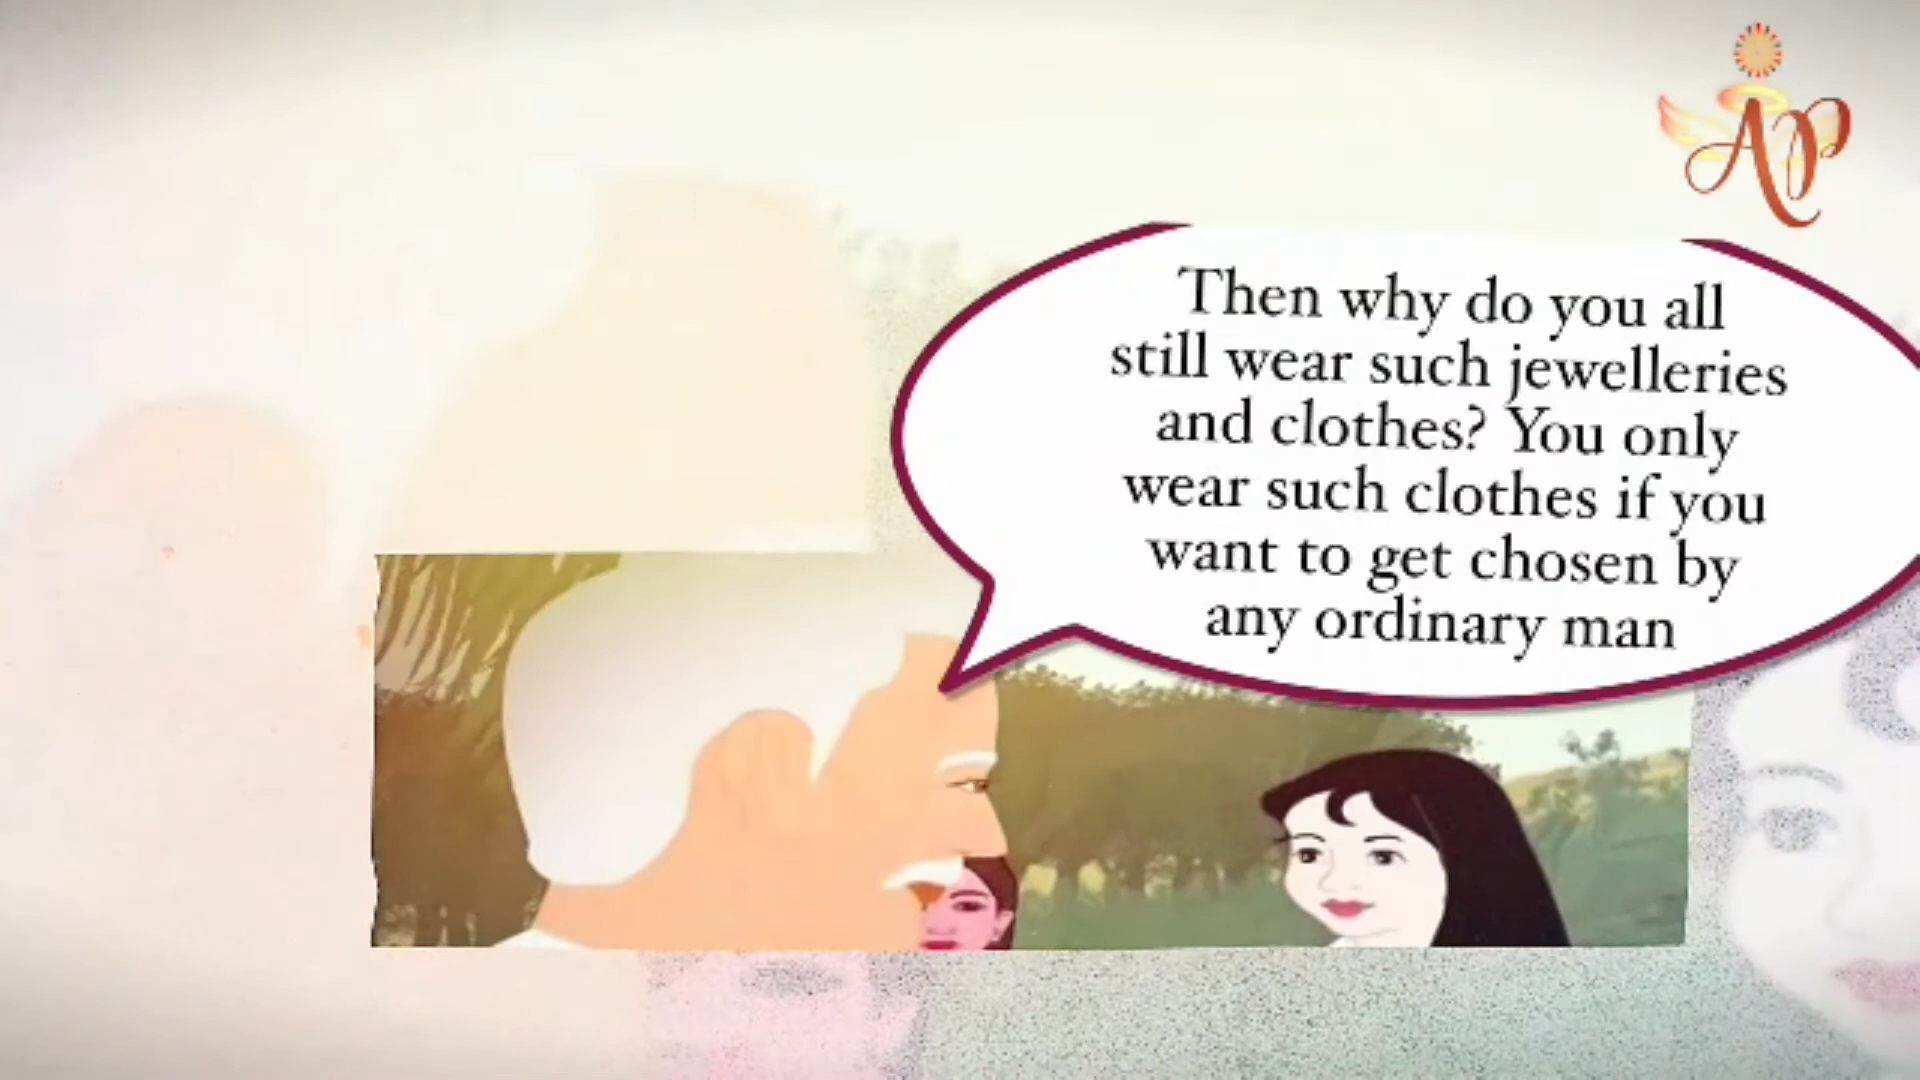 AP
Then why do you all
still wear such jewelleries
and clothes? You only
wear such clothes if you
want to get chosen by
any ordinary man